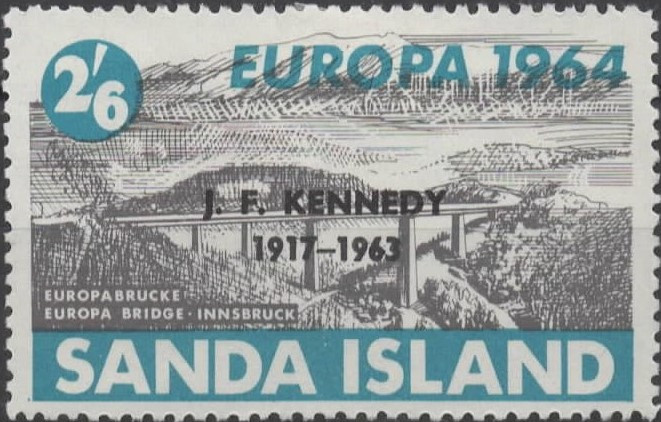 2/6
EUROPA 1964
J. F. KENNEDY
1917–1963
EUROPABRUCKE
EUROPA BRIDGE · INNSBRUCK
SANDA ISLAND